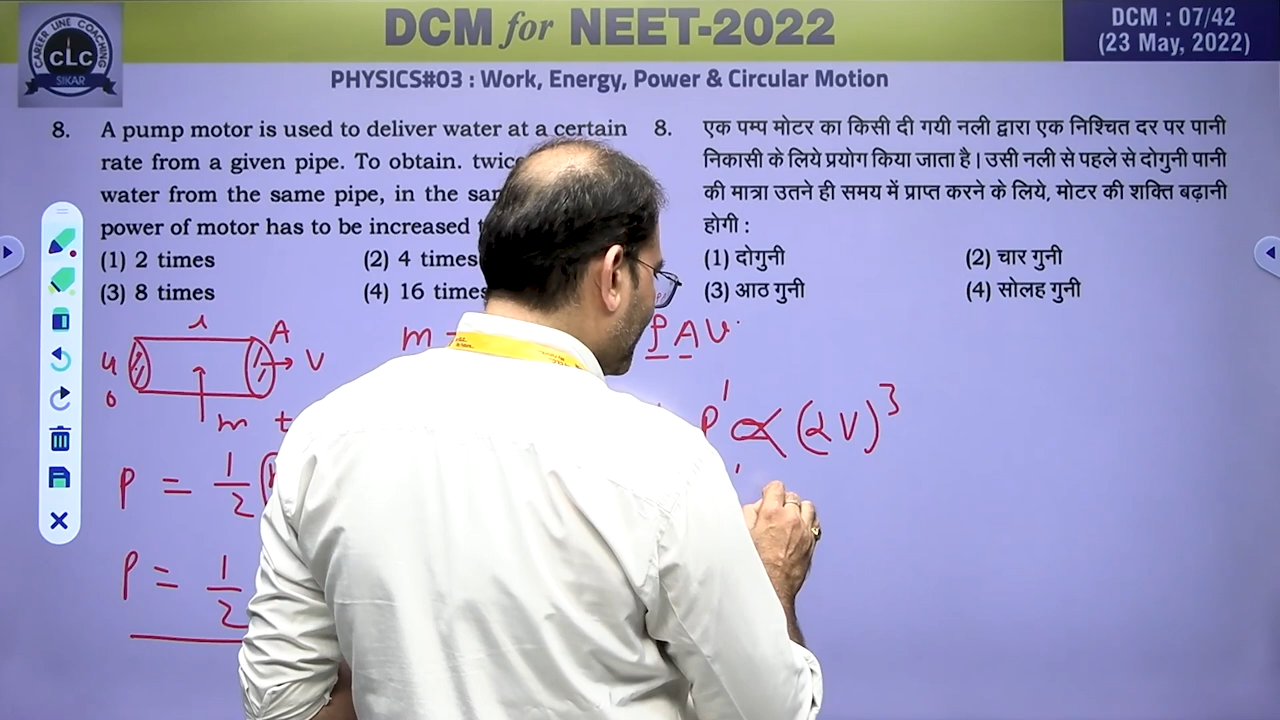 DCM for NEET-2022
DCM : 07/42
(23 May, 2022)
CAREER LINE COACHING
CLC
SIKAR
PHYSICS#03 : Work, Energy, Power & Circular Motion
8. A pump motor is used to deliver water at a certain
rate from a given pipe. To obtain. twice
water from the same pipe, in the
power of motor has to be increased
(1) 2 times (2) 4 times
(3) 8 times (4) 16 times
8. एक पम्प मोटर का किसी दी गयी नली द्वारा एक निश्चित दर पर पानी
निकासी के लिये प्रयोग किया जाता है। उसी नली से पहले से दोगुनी पानी
की मात्रा उतने ही समय में प्राप्त करने के लिये, मोटर की शक्ति बढ़ानी
होगी :
(1) दोगुनी (2) चार गुनी
(3) आठ गुनी (4) सोलह गुनी
l
A
V
m
ρAV
m t
P' ∝ (2V)³
P = 1/2
P = 1/2